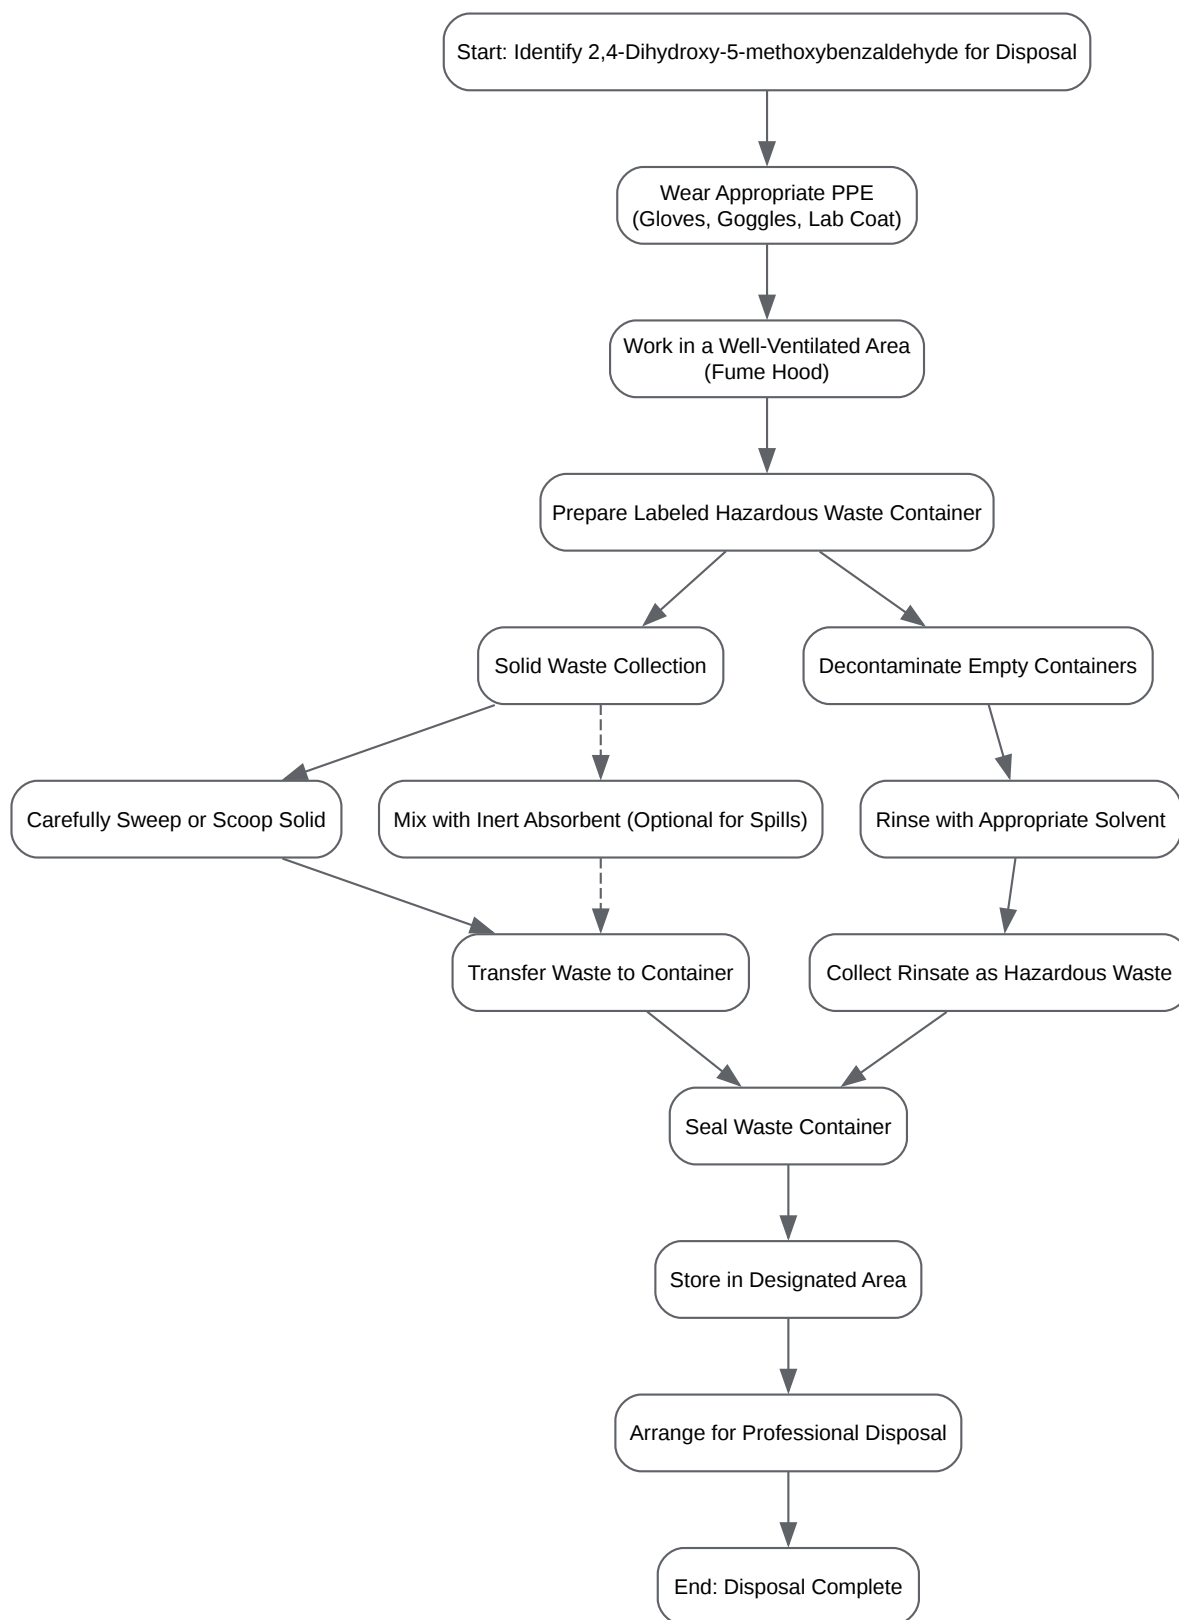 Start: Identify 2,4-Dihydroxy-5-methoxybenzaldehyde for Disposal
Wear Appropriate PPE
(Gloves, Goggles, Lab Coat)
Work in a Well-Ventilated Area
(Fume Hood)
Prepare Labeled Hazardous Waste Container
Solid Waste Collection
Decontaminate Empty Containers
Carefully Sweep or Scoop Solid
Mix with Inert Absorbent (Optional for Spills)
Rinse with Appropriate Solvent
Transfer Waste to Container
Collect Rinsate as Hazardous Waste
Seal Waste Container
Store in Designated Area
Arrange for Professional Disposal
End: Disposal Complete